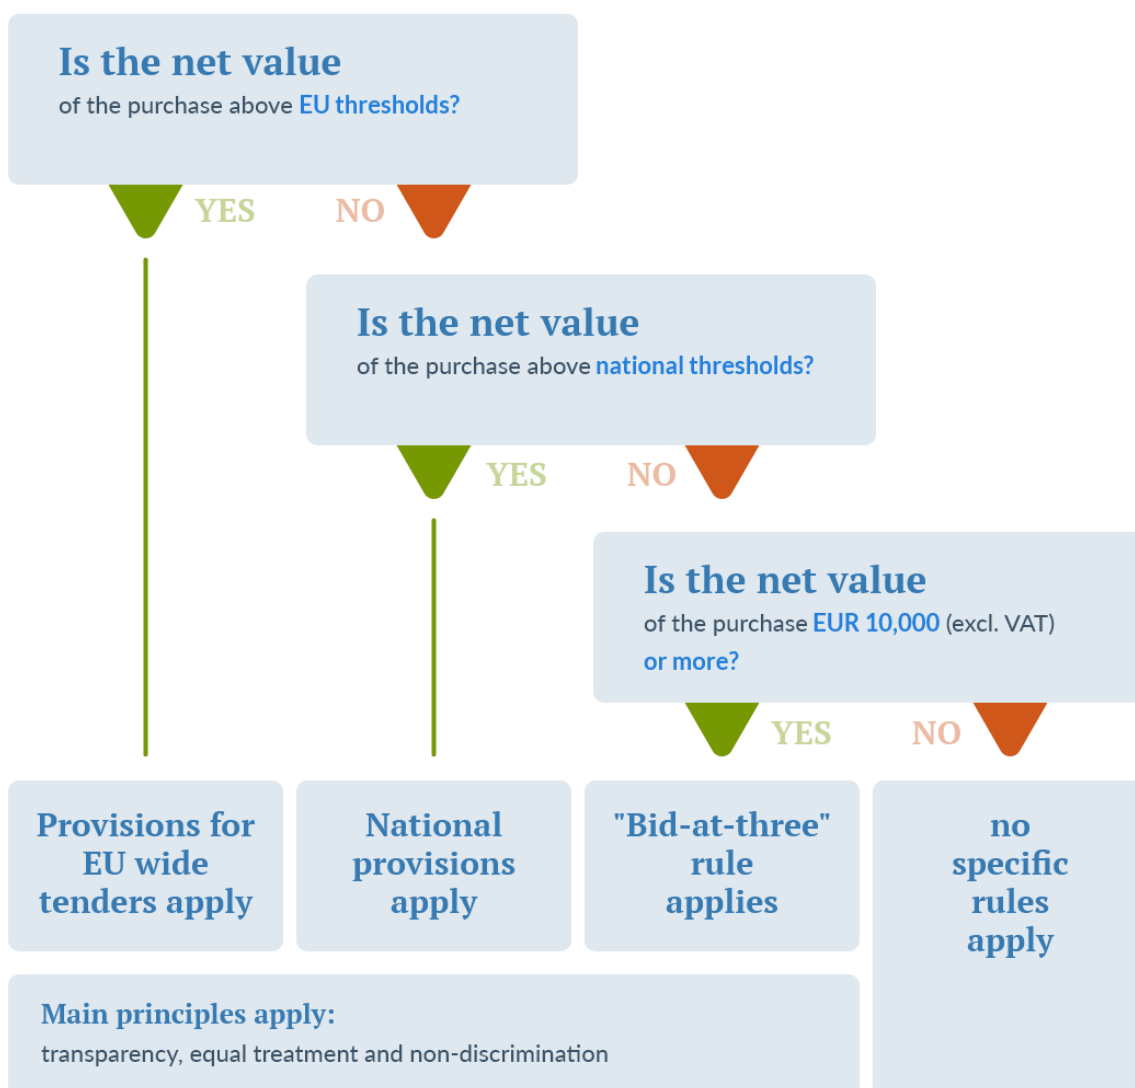 Is the net value
of the purchase above EU thresholds?
YES
NO
Is the net value
of the purchase above national thresholds?
YES
NO
Is the net value
of the purchase EUR 10,000 (excl. VAT)
or more?
YES
NO
Provisions for
EU wide
tenders apply
National
provisions
apply
"Bid-at-three"
rule
applies
no
specific
rules
apply
Main principles apply:
transparency, equal treatment and non-discrimination